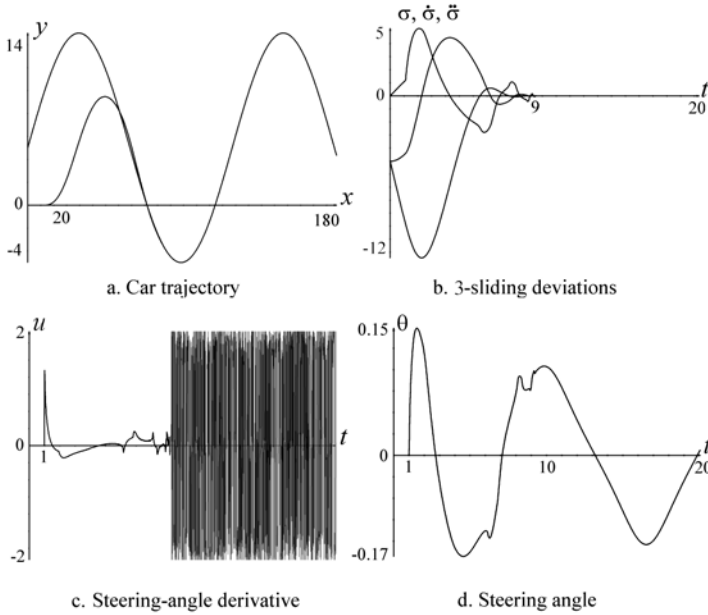 y
14
0
20
180
x
-4
a. Car trajectory
σ, σ̇, σ̈
5
0
9
20
t
-12
b. 3-sliding deviations
u
2
0
1
t
-2
c. Steering-angle derivative
θ
0.15
0
1
10
20
t
-0.17
d. Steering angle